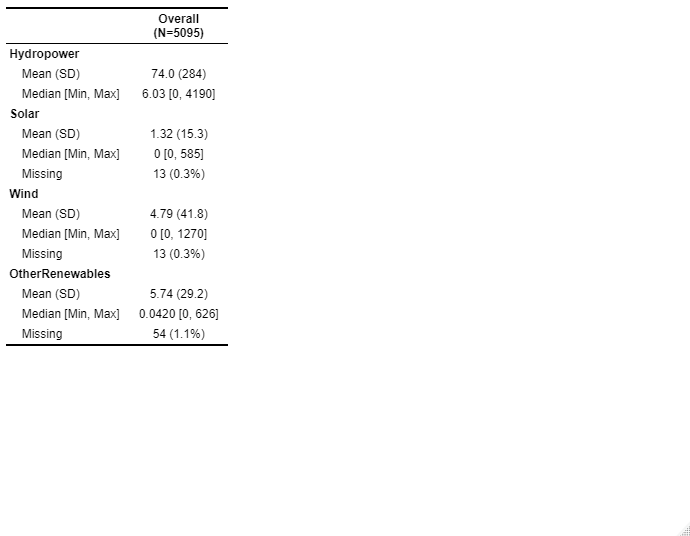 Overall
(N=5095)
Hydropower
Mean (SD) 74.0 (284)
Median [Min, Max] 6.03 [0, 4190]
Solar
Mean (SD) 1.32 (15.3)
Median [Min, Max] 0 [0, 585]
Missing 13 (0.3%)
Wind
Mean (SD) 4.79 (41.8)
Median [Min, Max] 0 [0, 1270]
Missing 13 (0.3%)
OtherRenewables
Mean (SD) 5.74 (29.2)
Median [Min, Max] 0.0420 [0, 626]
Missing 54 (1.1%)